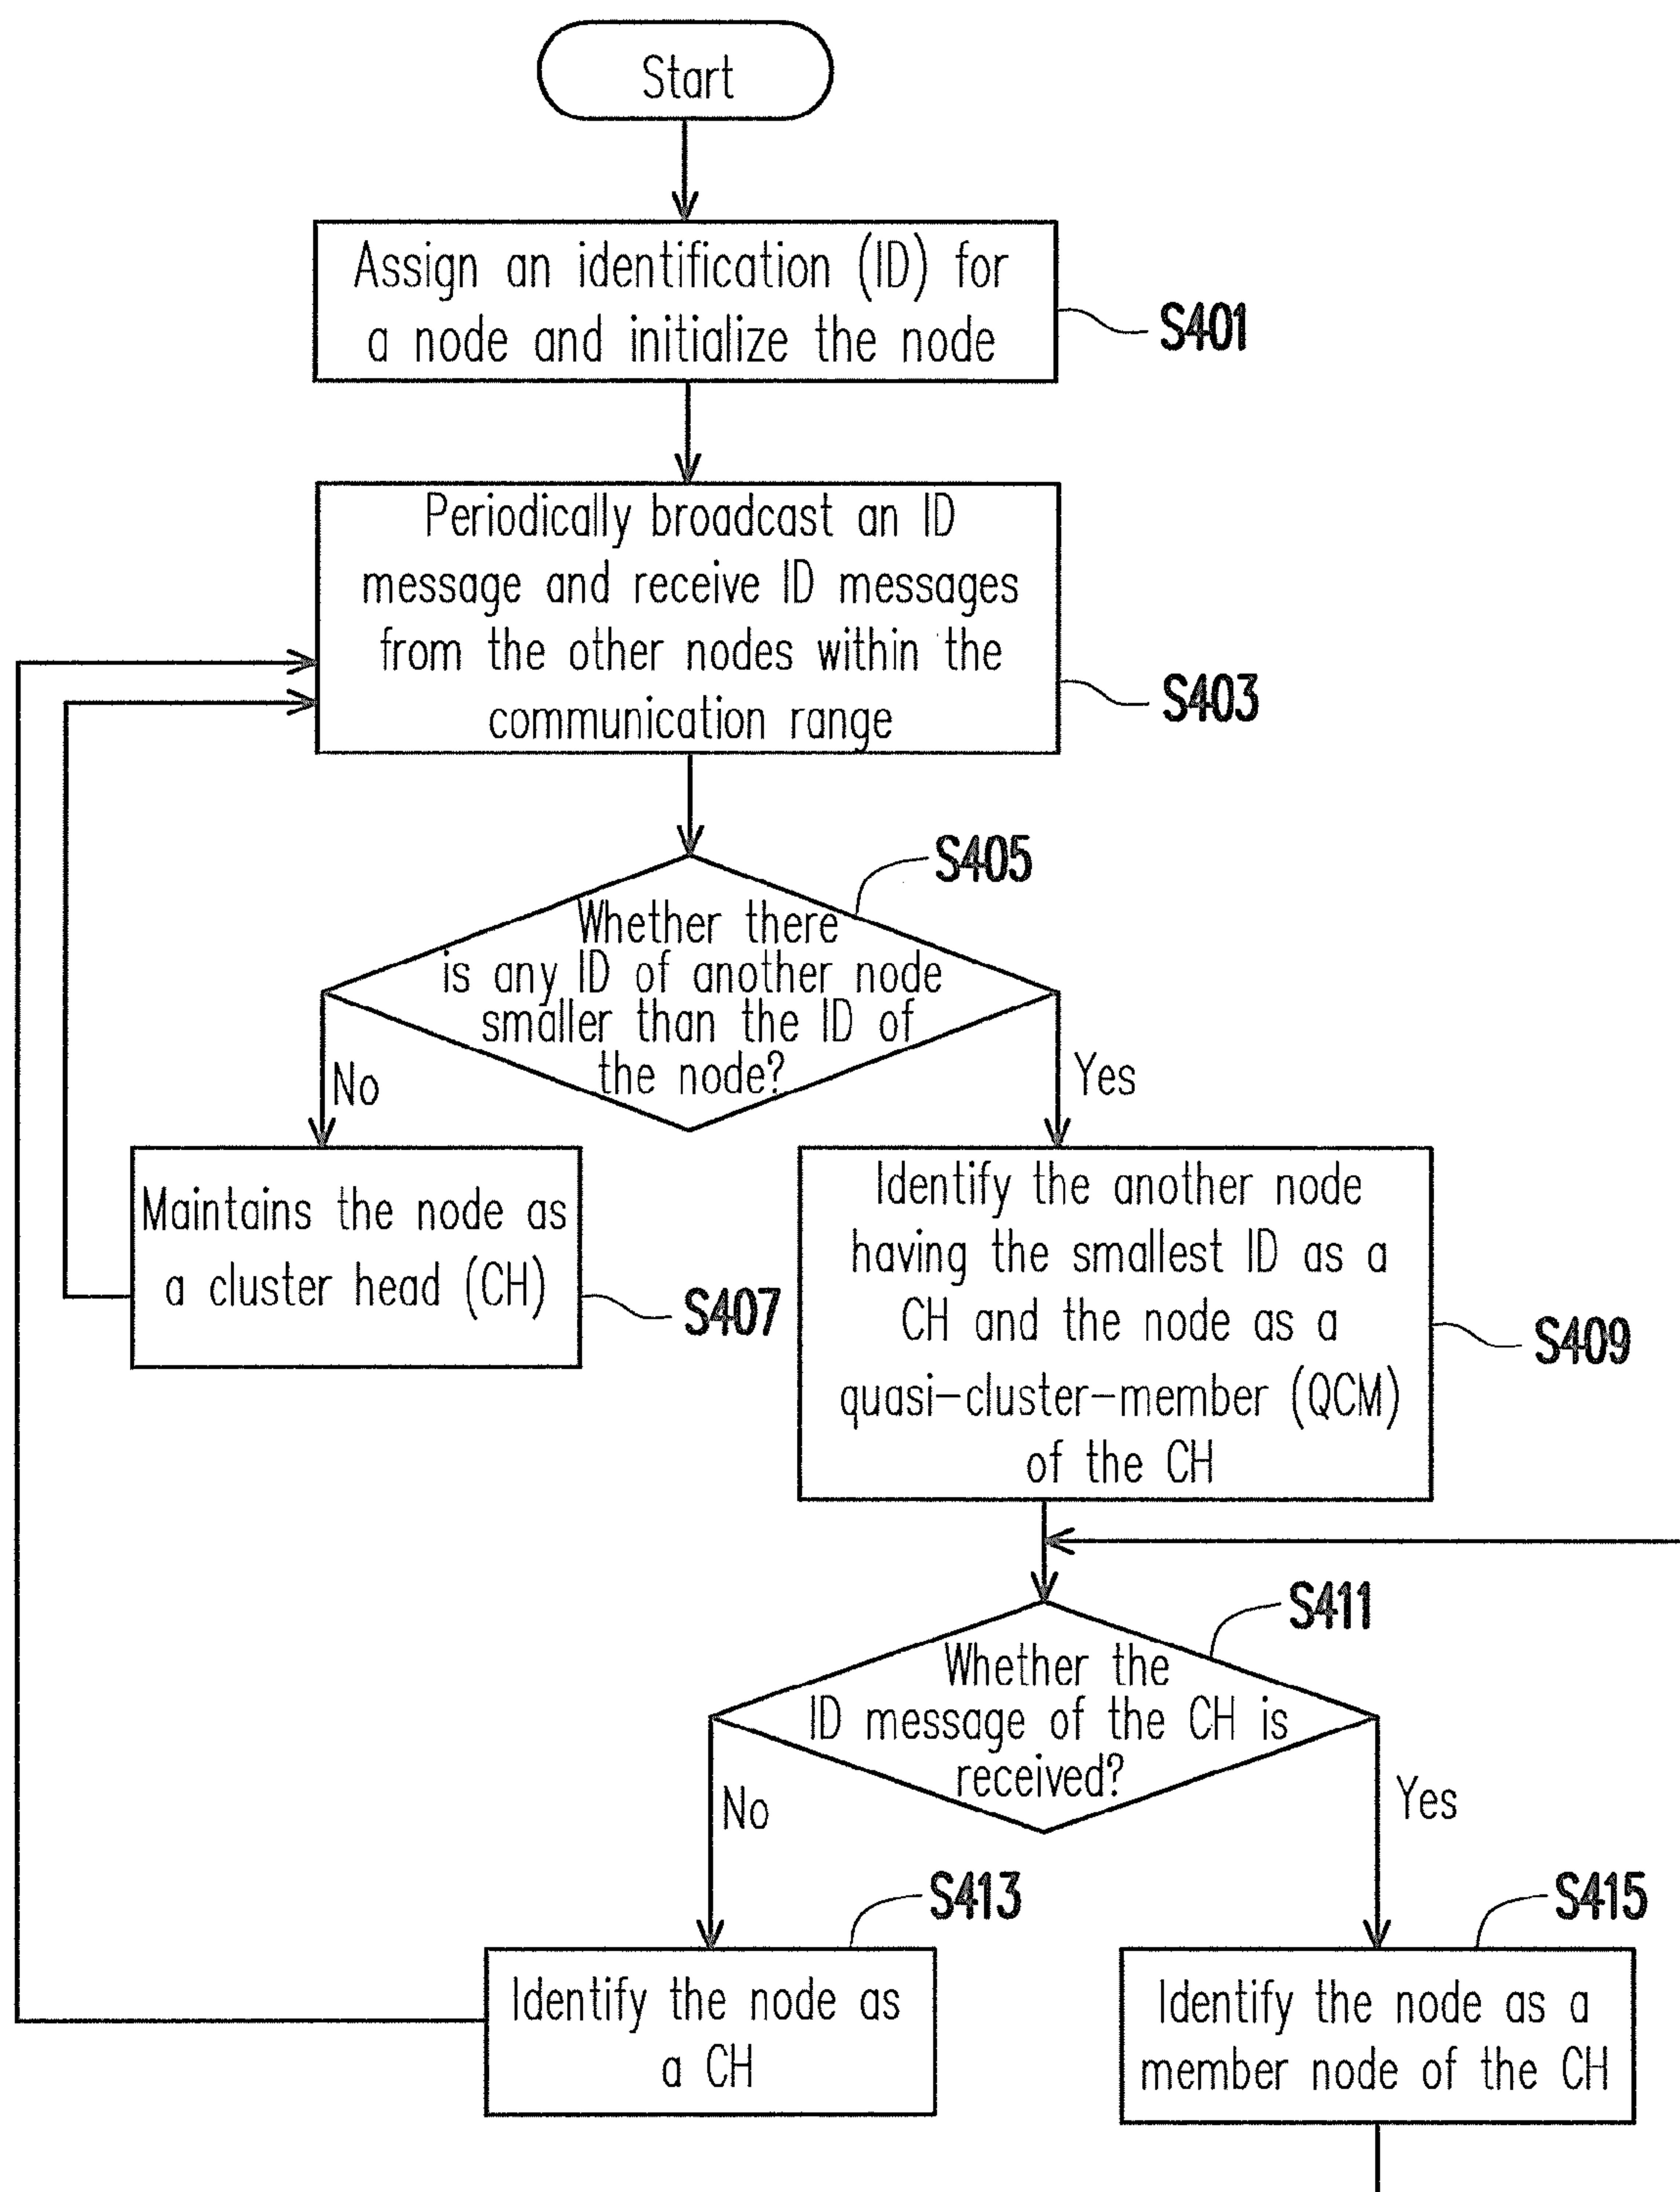 Start
Assign an identification (ID) for
a node and initialize the node
S401
Periodically broadcast an ID
message and receive ID messages
from the other nodes within the
communication range
S403
S405
Whether there
is any ID of another node
smaller than the ID of
the node?
No
Yes
Maintains the node as
a cluster head (CH)
S407
Identify the another node
having the smallest ID as a
CH and the node as a
quasi-cluster-member (QCM)
of the CH
S409
S411
Whether the
ID message of the CH is
received?
No
Yes
S413
S415
Identify the node as
a CH
Identify the node as a
member node of the CH